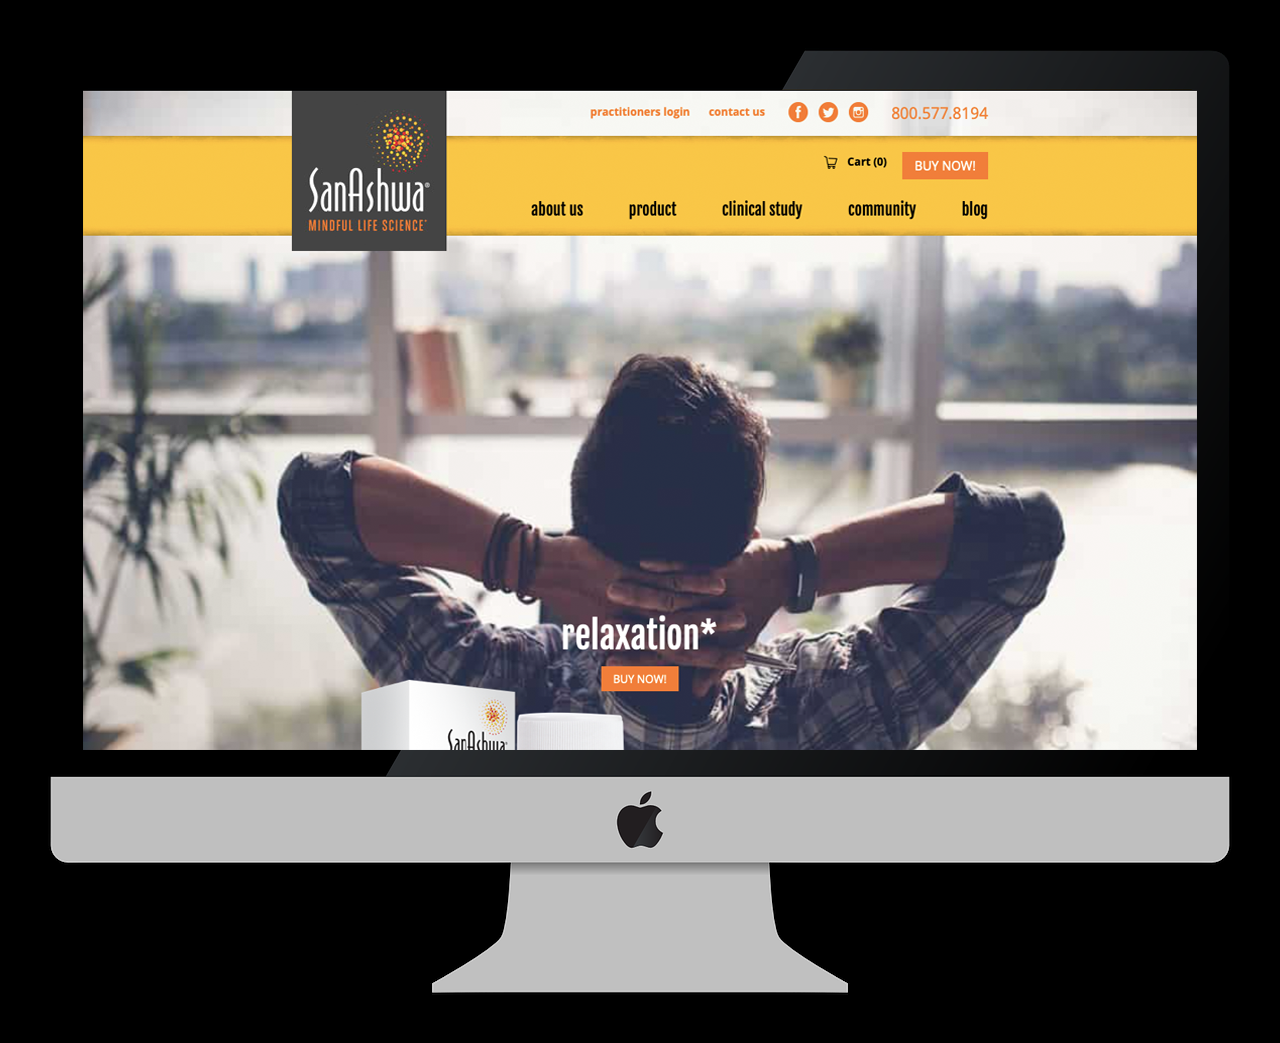 practitioners login contact us 800.577.8194
SanAshwa®
MINDFUL LIFE SCIENCE
Cart (0) BUY NOW!
about us product clinical study community blog
relaxation*
BUY NOW!
SanAshwa